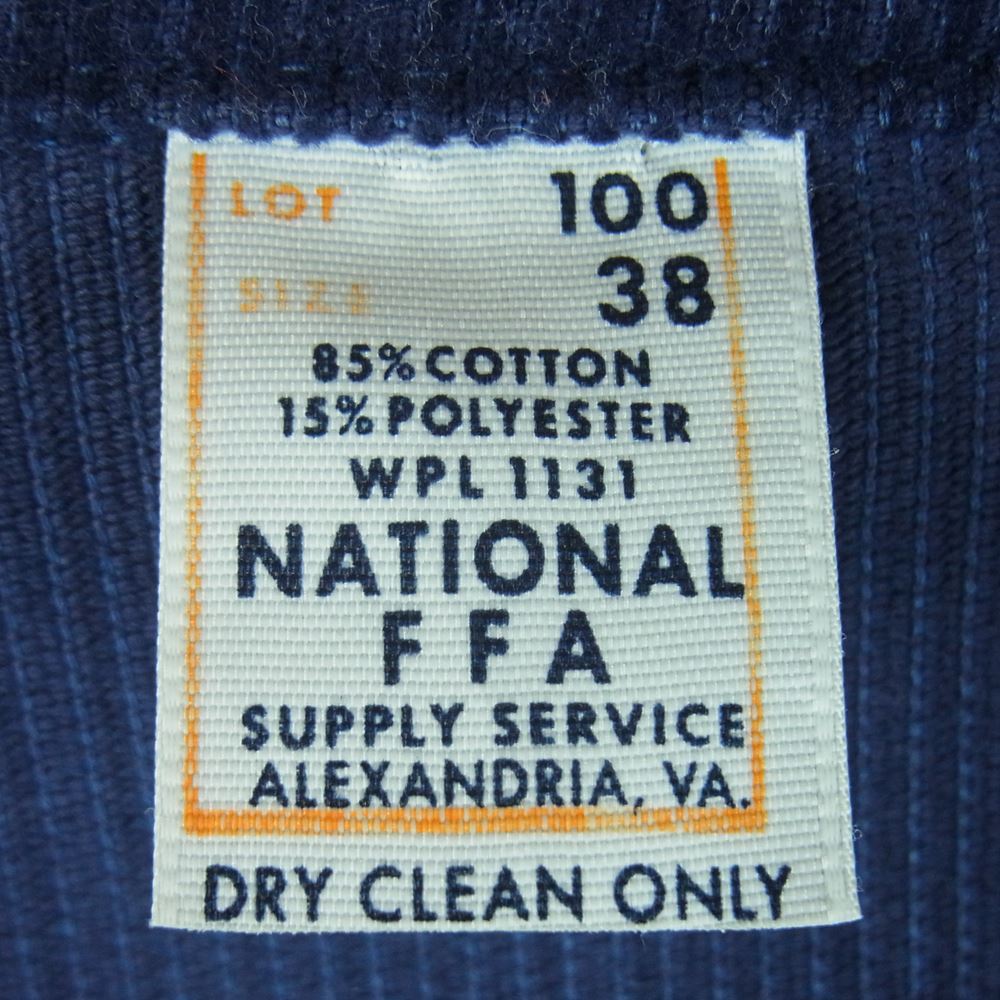 LOT 100
SIZE 38
85% COTTON
15% POLYESTER
WPL 1131
NATIONAL
FFA
SUPPLY SERVICE
ALEXANDRIA, VA.
DRY CLEAN ONLY